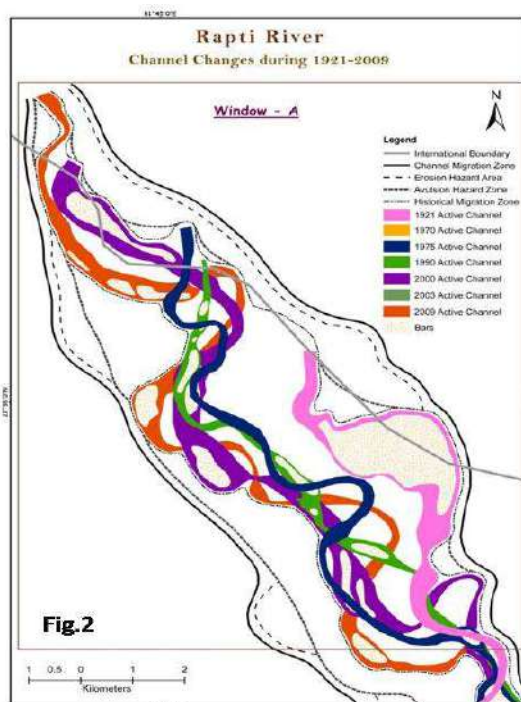 Rapti River
Channel Changes during 1921-2009
Window - A
N
Legend
International Boundary
Channel Migration Zone
Erosion Hazard Area
Avulsion Hazard Zone
Historical Migration Zone
1921 Active Channel
1970 Active Channel
1975 Active Channel
1990 Active Channel
2000 Active Channel
2003 Active Channel
2009 Active Channel
Bars
Fig.2
1 0.5 0 1 2
Kilometers